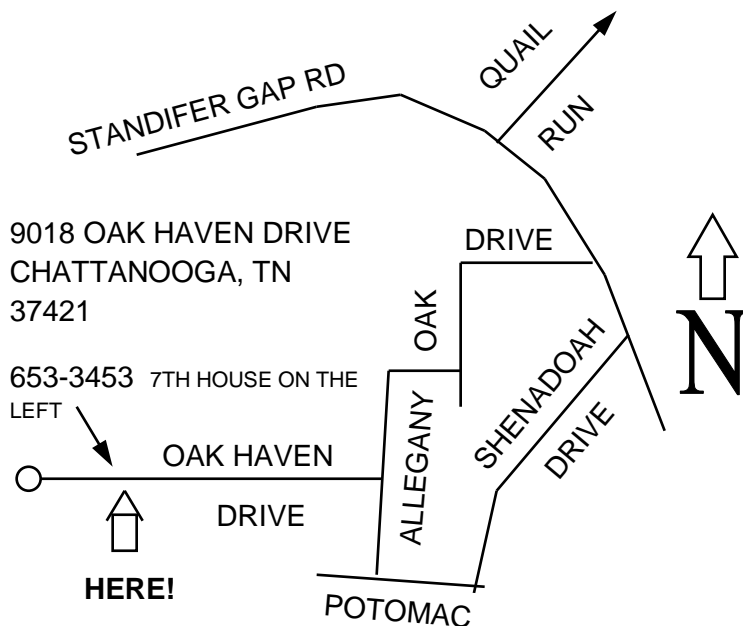 QUAIL
RUN
STANDIFER GAP RD
9018 OAK HAVEN DRIVE
CHATTANOOGA, TN
37421
DRIVE
OAK
N
653-3453 7TH HOUSE ON THE
LEFT
SHENADOAH
DRIVE
ALLEGANY
OAK HAVEN
DRIVE
HERE!
POTOMAC